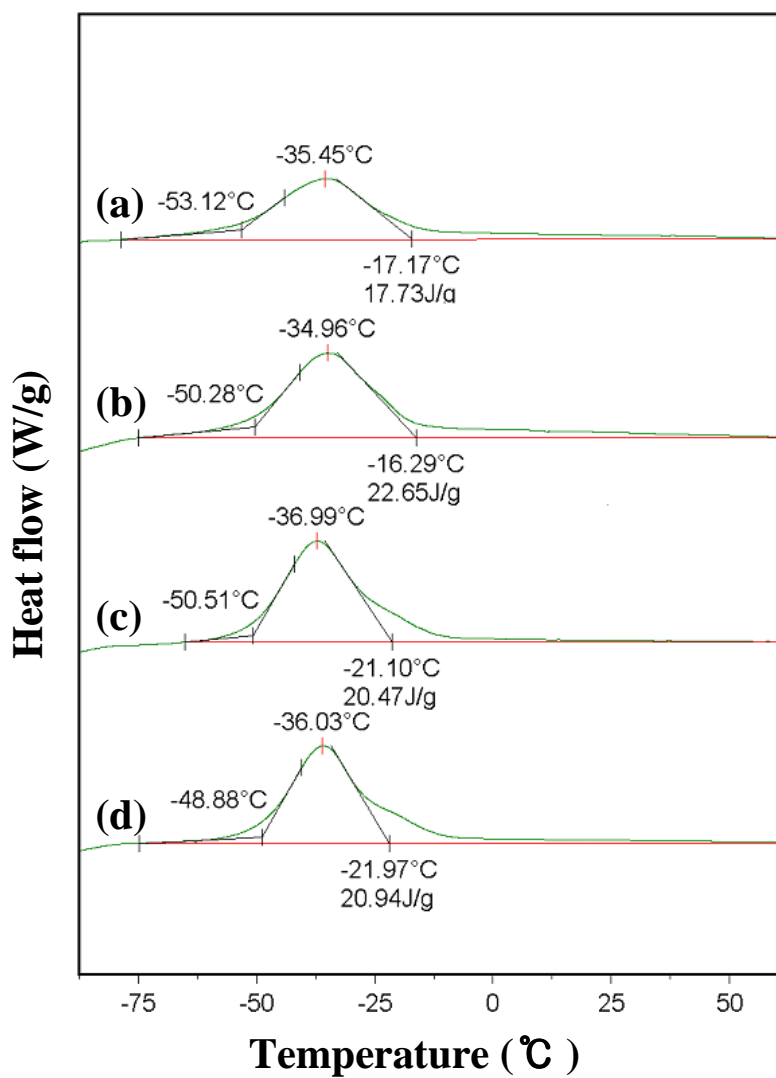 -35.45°C
(a)
-53.12°C
-17.17°C
17.73J/g
-34.96°C
(b)
-50.28°C
-16.29°C
22.65J/g
-36.99°C
(c)
-50.51°C
-21.10°C
20.47J/g
-36.03°C
(d)
-48.88°C
-21.97°C
20.94J/g
Heat flow (W/g)
-75 -50 -25 0 25 50
Temperature (℃)